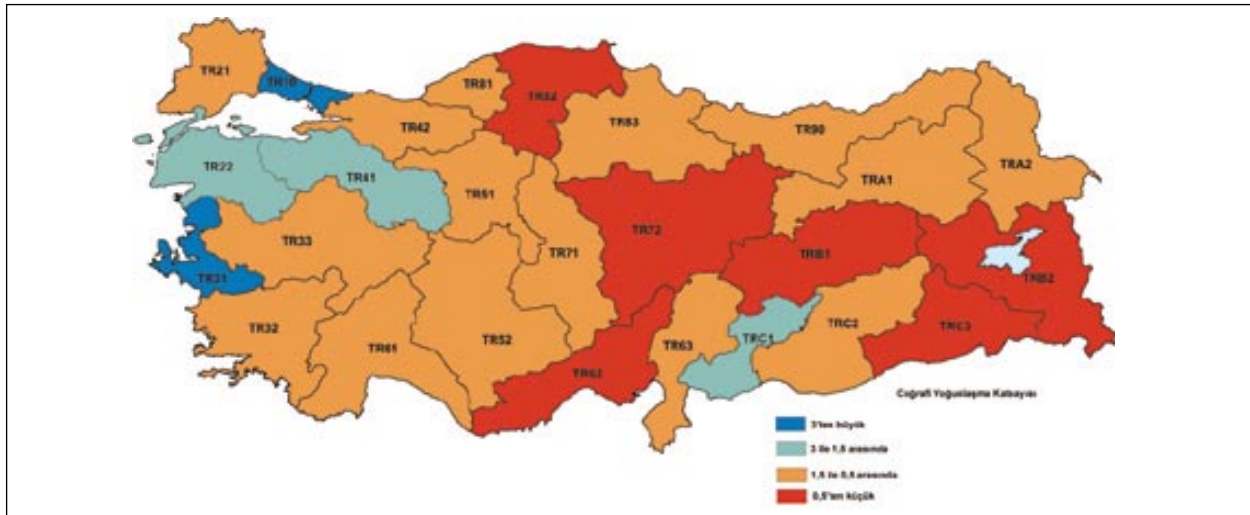 TR10
TR21
TR81
TR82
TR42
TR83
TR90
TRA2
TR22
TR41
TRA1
TR51
TR72
TR33
TR71
TRB1
TR31
TRB2
TR32
TRC2
TRC3
TR61
TR52
TR63
TRC1
TR62
Coğrafi Yoğunlaşma Katsayısı
3'ten büyük
3 ile 1,5 arasında
1,5 ile 0,5 arasında
0,5'ten küçük